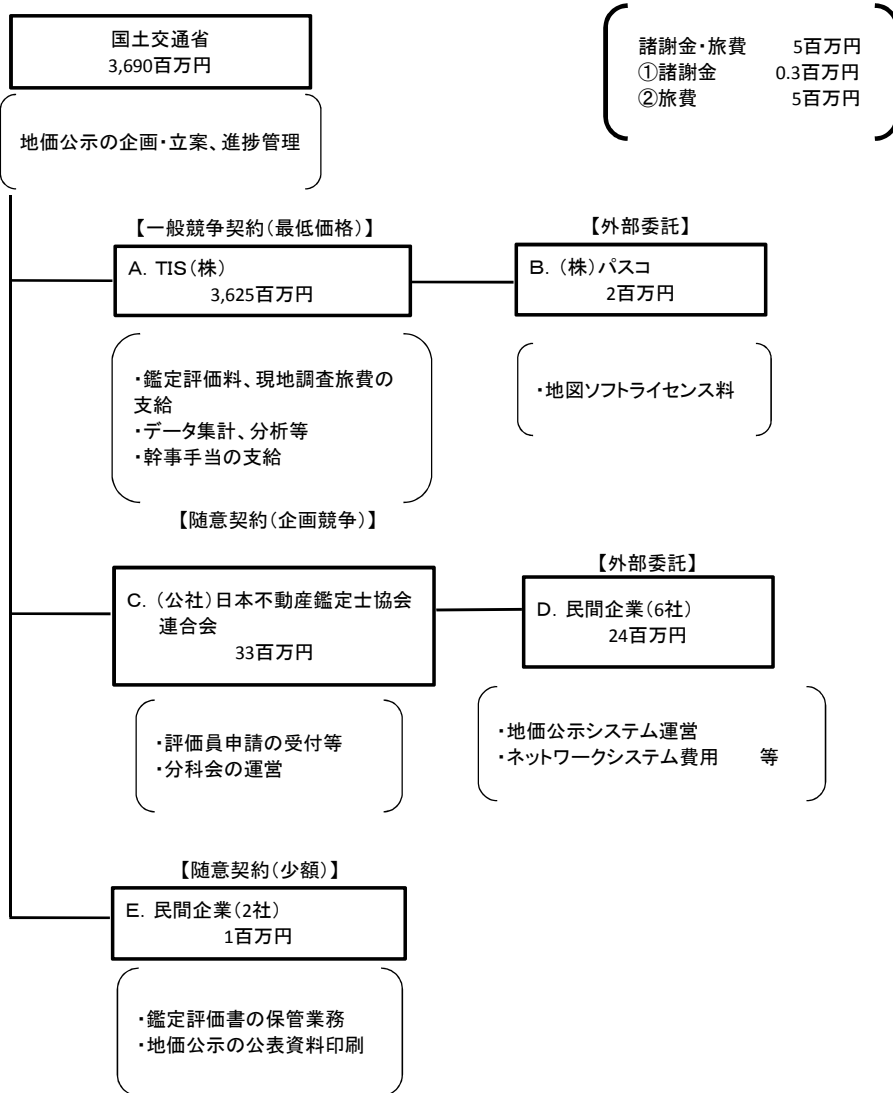 国土交通省
3,690百万円
諸謝金・旅費 5百万円
①諸謝金 0.3百万円
②旅費 5百万円
地価公示の企画・立案、進捗管理
【一般競争契約(最低価格)】
A. TIS(株)
3,625百万円
【外部委託】
B. (株)パスコ
2百万円
・鑑定評価料、現地調査旅費の
支給
・データ集計、分析等
・幹事手当の支給
・地図ソフトライセンス料
【随意契約(企画競争)】
C. (公社)日本不動産鑑定士協会
連合会
33百万円
【外部委託】
D. 民間企業(6社)
24百万円
・評価員申請の受付等
・分科会の運営
・地価公示システム運営
・ネットワークシステム費用 等
【随意契約(少額)】
E. 民間企業(2社)
1百万円
・鑑定評価書の保管業務
・地価公示の公表資料印刷